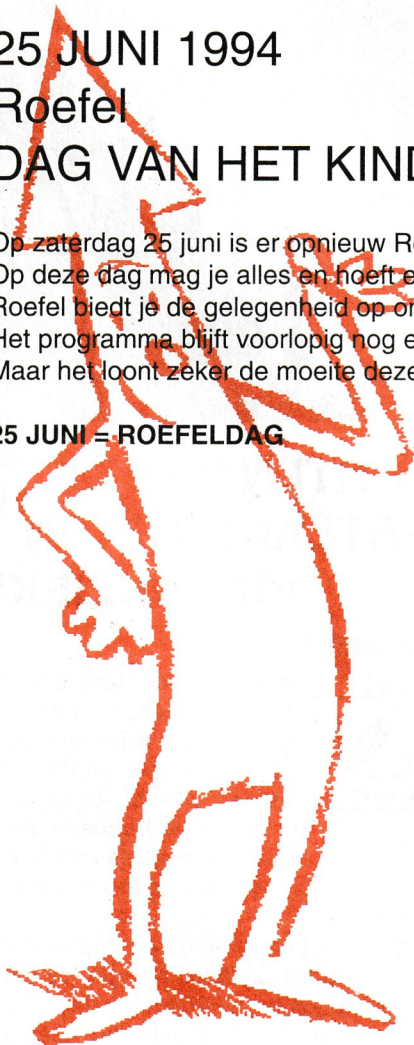 25 JUNI 1994
Roefel
DAG VAN HET KIND
Op zaterdag 25 juni is er opnieuw
Op deze dag mag je alles en hoeft
Roefel biedt je de gelegenheid op
Het programma blijft voorlopig nog
Maar het loont zeker de moeite
25 JUNI = ROEFELDAG